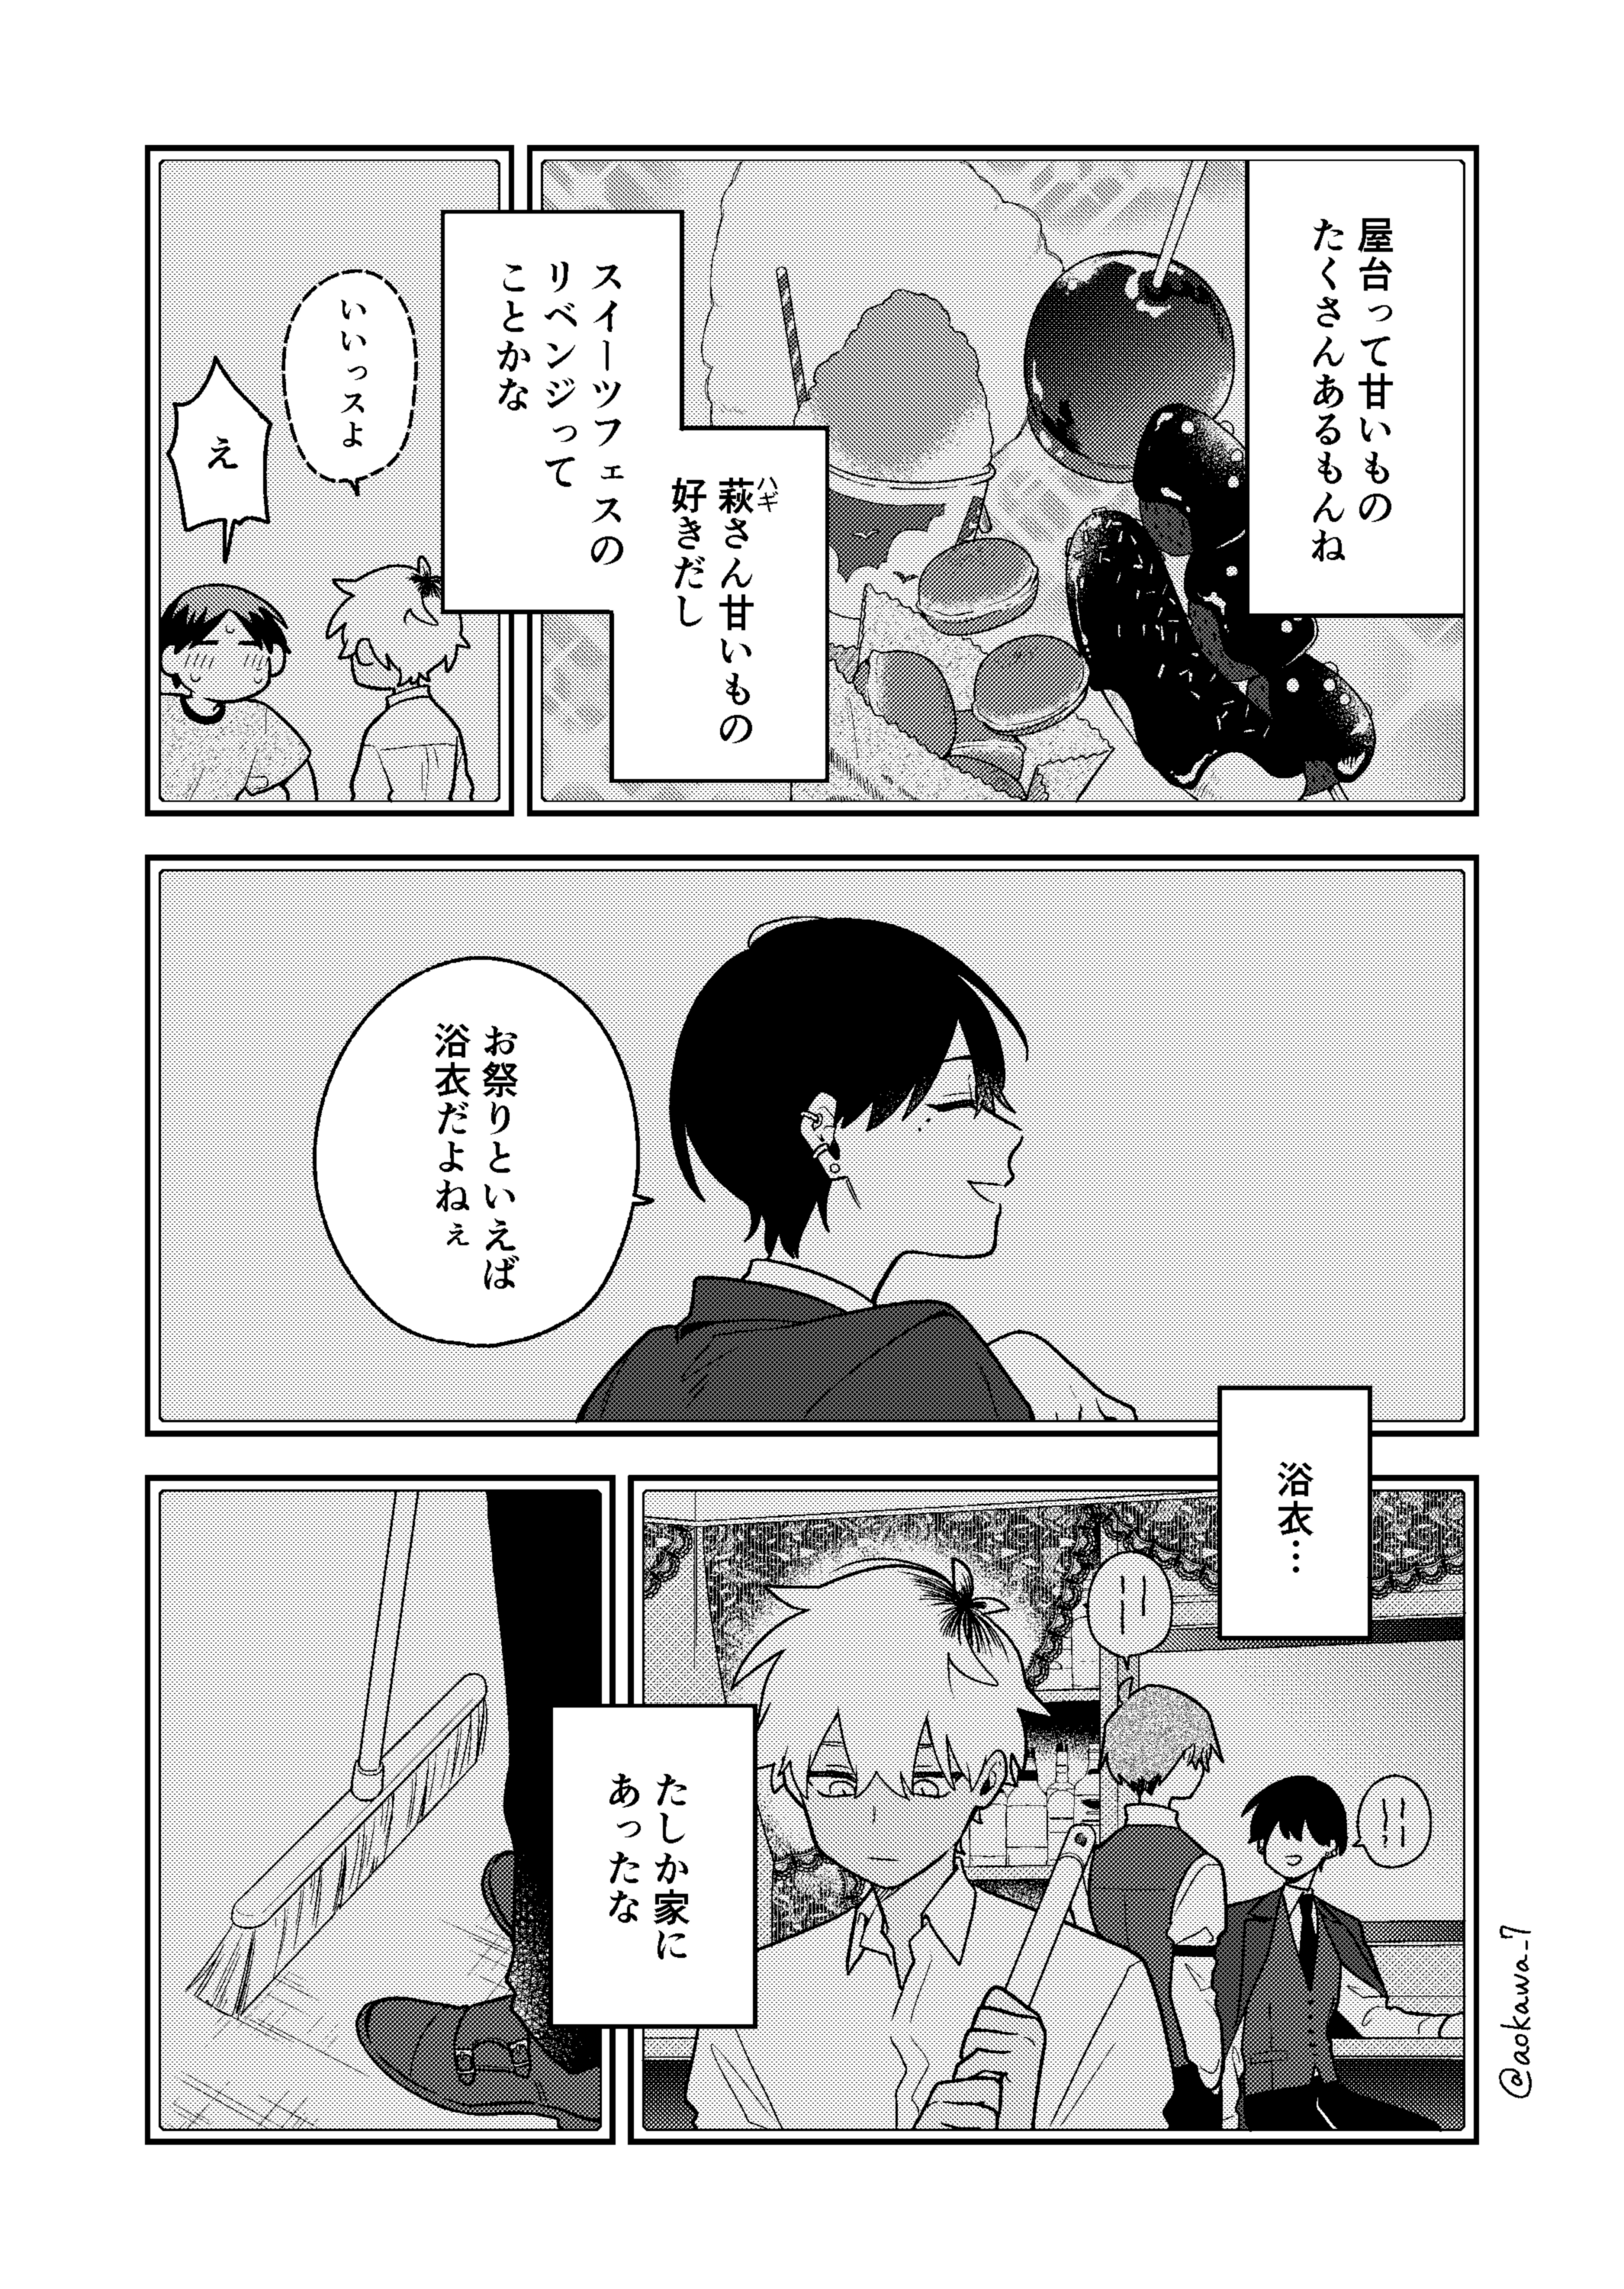 屋台って甘いもの
たくさんあるもんね
萩さん甘いもの
ハギ
好きだし
スイーツフェスの
リベンジって
ことかな
いいっスよ
え
お祭りといえば
浴衣だよねぇ
浴衣…
たしか家に
あったな
@aokawa_7